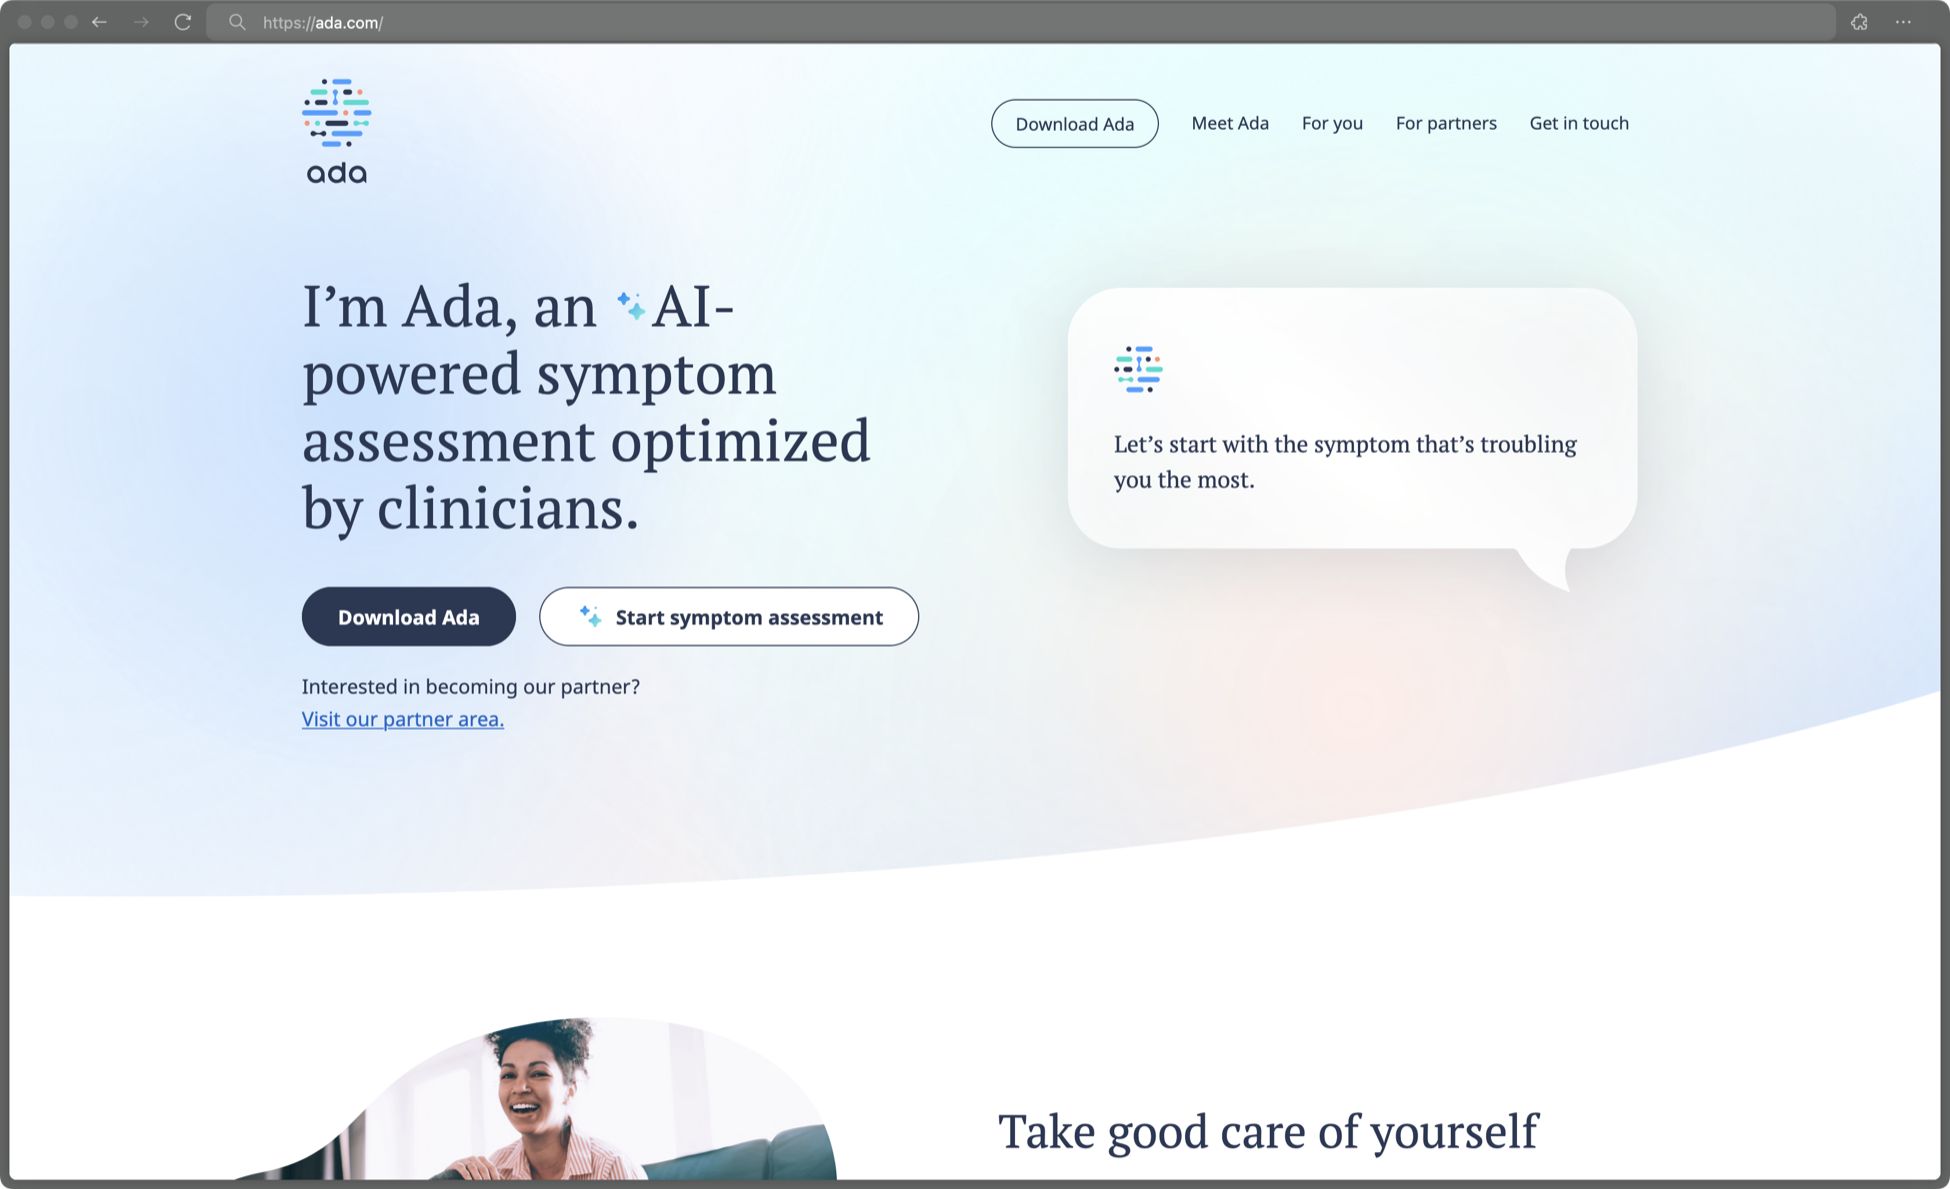 https://ada.com/
ada
Download Ada
Meet Ada
For you
For partners
Get in touch
I’m Ada, an AI-
powered symptom
assessment optimized
by clinicians.
Download Ada
Start symptom assessment
Interested in becoming our partner?
Visit our partner area.
Let’s start with the symptom that’s troubling
you the most.
Take good care of yourself